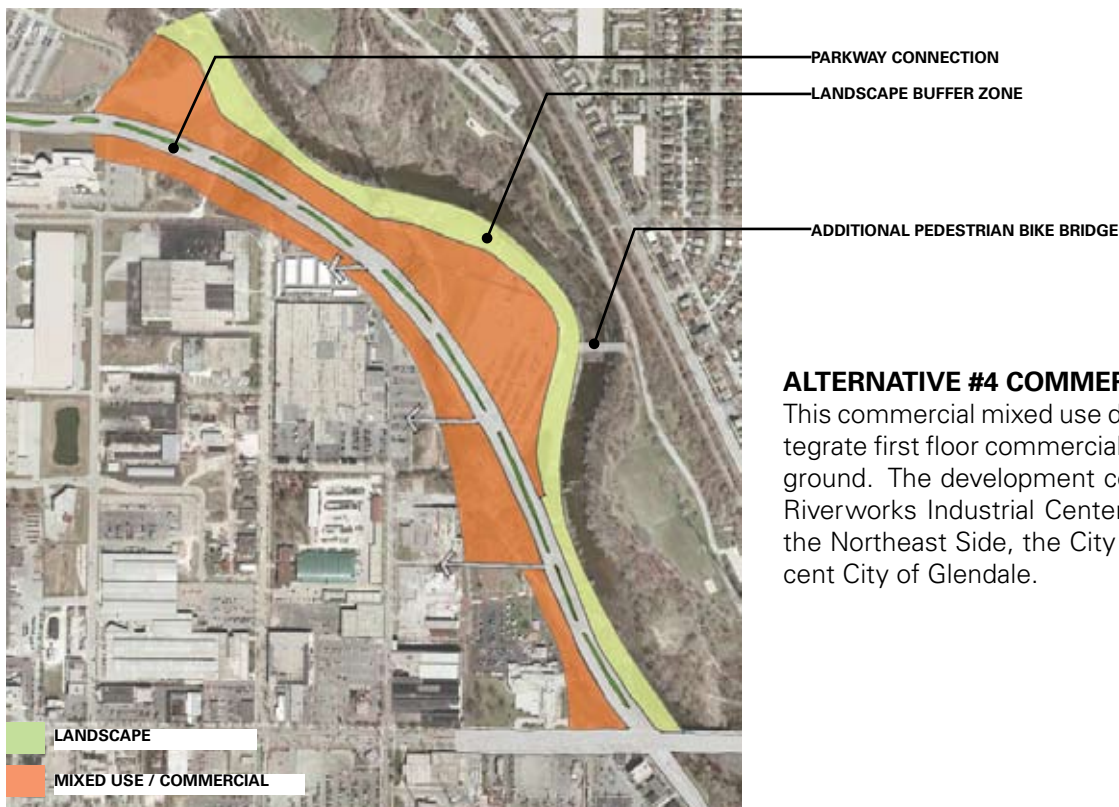 PARKWAY CONNECTION
LANDSCAPE BUFFER ZONE
ADDITIONAL PEDESTRIAN BIKE BRIDGE
ALTERNATIVE #4 COMMER
This commercial mixed use d
tegrate first floor commercial
ground. The development co
Riverworks Industrial Center
the Northeast Side, the City
cent City of Glendale.
LANDSCAPE
MIXED USE / COMMERCIAL